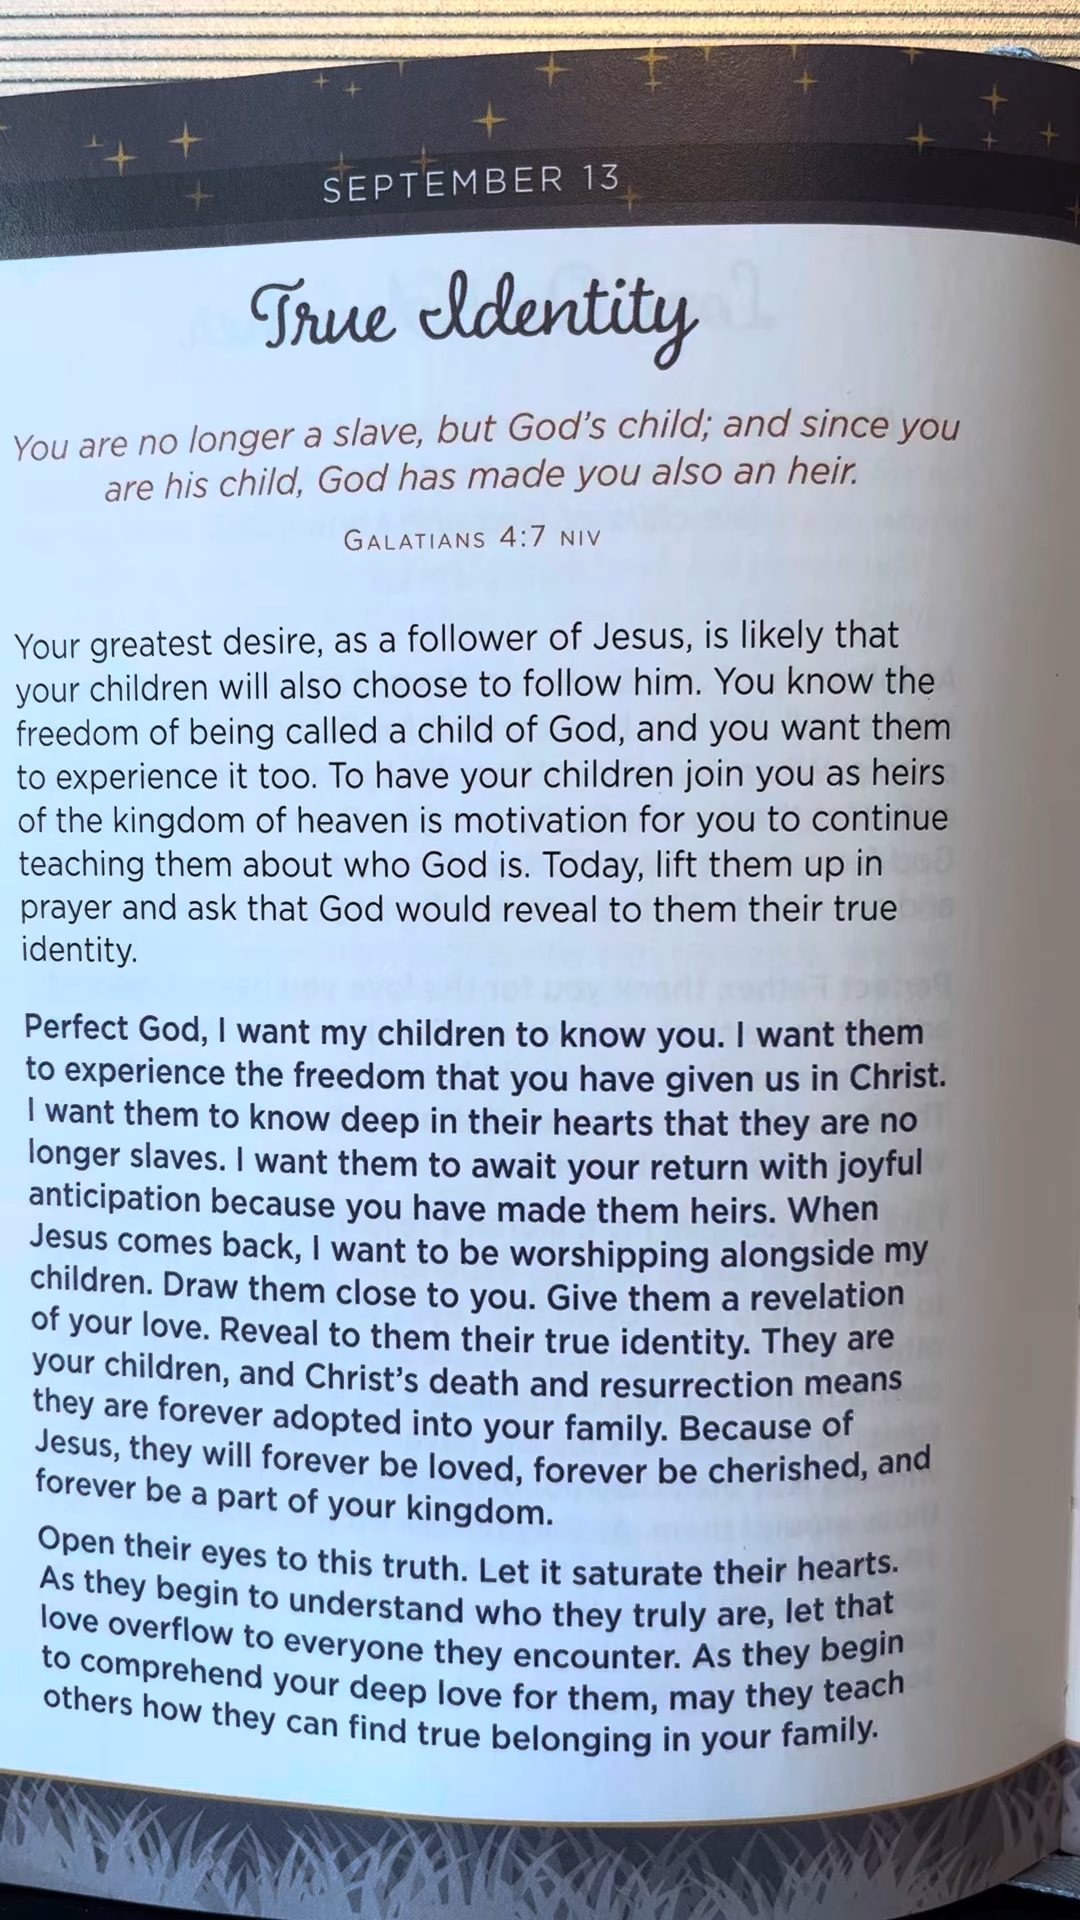 SEPTEMBER 13
True Identity
You are no longer a slave, but God's child; and since you
are his child, God has made you also an heir.
GALATIANS 4:7 NIV
Your greatest desire, as a follower of Jesus, is likely that
your children will also choose to follow him. You know the
freedom of being called a child of God, and you want them
to experience it too. To have your children join you as heirs
of the kingdom of heaven is motivation for you to continue
teaching them about who God is. Today, lift them up in
prayer and ask that God would reveal to them their true
identity.
Perfect God, I want my children to know you. I want them
to experience the freedom that you have given us in Christ.
I want them to know deep in their hearts that they are no
longer slaves. I want them to await your return with joyful
anticipation because you have made them heirs. When
Jesus comes back, I want to be worshipping alongside my
children. Draw them close to you. Give them a revelation
of your love. Reveal to them their true identity. They are
your children, and Christ's death and resurrection means
they are forever adopted into your family. Because of
Jesus, they will forever be loved, forever be cherished, and
forever be a part of your kingdom.
Open their eyes to this truth. Let it saturate their hearts.
As they begin to understand who they truly are, let that
love overflow to everyone they encounter. As they begin
to comprehend your deep love for them, may they teach
others how they can find true belonging in your family.